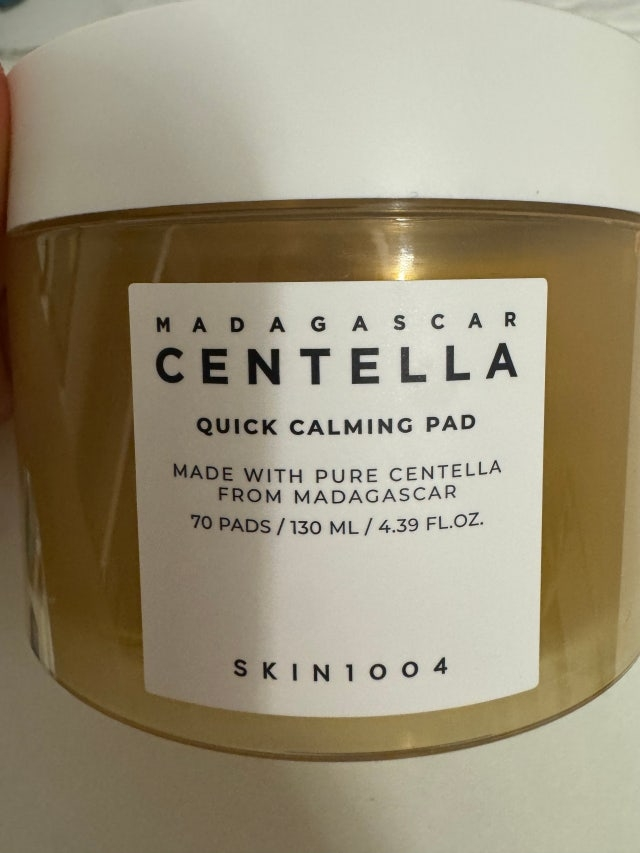 MADAGASCAR
CENTELLA
QUICK CALMING PAD
MADE WITH PURE CENTELLA
FROM MADAGASCAR
70 PADS / 130 ML / 4.39 FL.OZ.
SKIN1004